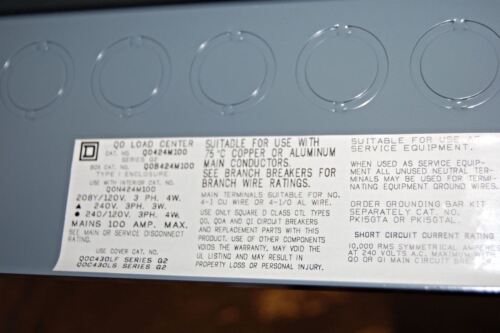 QO LOAD CENTER
CAT. NO. QO424M100
SERIES G2
BOX CAT. NO. QOB424M100
TYPE 1 ENCLOSURE
USE WITH INTERIOR CAT. NO.
QON424M100
208Y/120V. 3 PH. 4W.
▲ 240V. 3PH. 3W.
● 240/120V. 3PH. 4W.
MAINS 100 AMP. MAX.
SEE MAIN OR SERVICE DISCONNECT
RATING.
USE COVER CAT. NO.
QOC430LF SERIES G2
QOC430LS SERIES G2
SUITABLE FOR USE WITH
75°C COPPER OR ALUMINUM
MAIN CONDUCTORS.
SEE BRANCH BREAKERS FOR
BRANCH WIRE RATINGS.
MAIN TERMINALS SUITABLE FOR NO.
4-1 CU WIRE OR 4-1/0 AL WIRE.
USE ONLY SQUARE D CLASS CTL TYPES
QO, QOA AND QI CIRCUIT BREAKERS
AND REPLACEMENT PARTS WITH THIS
PRODUCT. USE OF OTHER COMPONENTS
VOIDS THE WARRANTY, MAY VOID THE
UL LISTING AND MAY RESULT IN
PROPERTY LOSS OR PERSONAL INJURY.
SUITABLE FOR USE AS
SERVICE EQUIPMENT.
WHEN USED AS SERVICE EQUIP-
MENT ALL UNUSED NEUTRAL TER-
MINALS MAY BE USED FOR TERMI-
NATING EQUIPMENT GROUND WIRES.
ORDER GROUNDING BAR KIT
SEPARATELY CAT. NO.
PK15GTA OR PK15GTAL.
SHORT CIRCUIT CURRENT RATING
10,000 RMS SYMMETRICAL AMPERE
AT 240 VOLTS A.C. MAXIMUM WITH
QO OR QI MAIN CIRCUIT BREAK